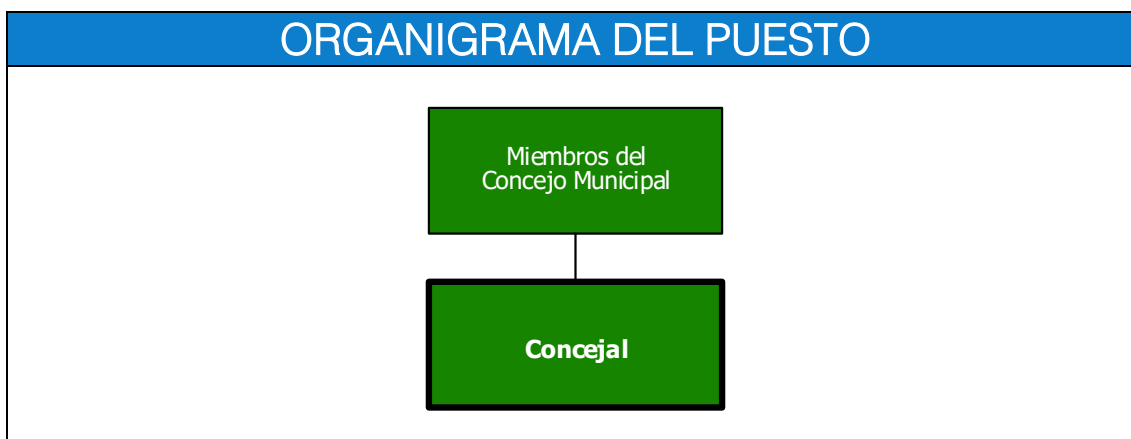 ORGANIGRAMA DEL PUESTO
Miembros del
Concejo Municipal
Concejal